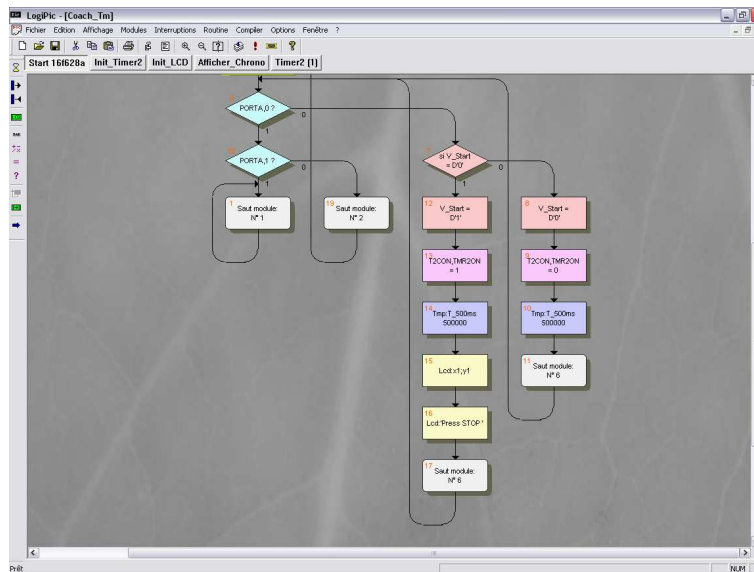 LogiPic - [Coach_Tm]
Fichier Edition Affichage Modules Interruptions Routine Compiler Options Fenêtre ?
Start 16f628a Init_Timer2 Init_LCD Afficher_Chrono Timer2 [1]
PORTA,0 ?
0
1
PORTA,1 ?
0
1
si V_Start
= D'0'
0
1
1
Saut module:
N° 1
19
Saut module:
N° 2
12
V_Start =
D'1'
8
V_Start =
D'0'
13
T2CON,TMR2ON
= 1
9
T2CON,TMR2ON
= 0
14
Tmp:T_500ms
500000
10
Tmp:T_500ms
500000
15
Lcd:x1;y1
11
Saut module:
N° 6
16
Lcd:'Press STOP '
17
Saut module:
N° 6
Prêt
NUM